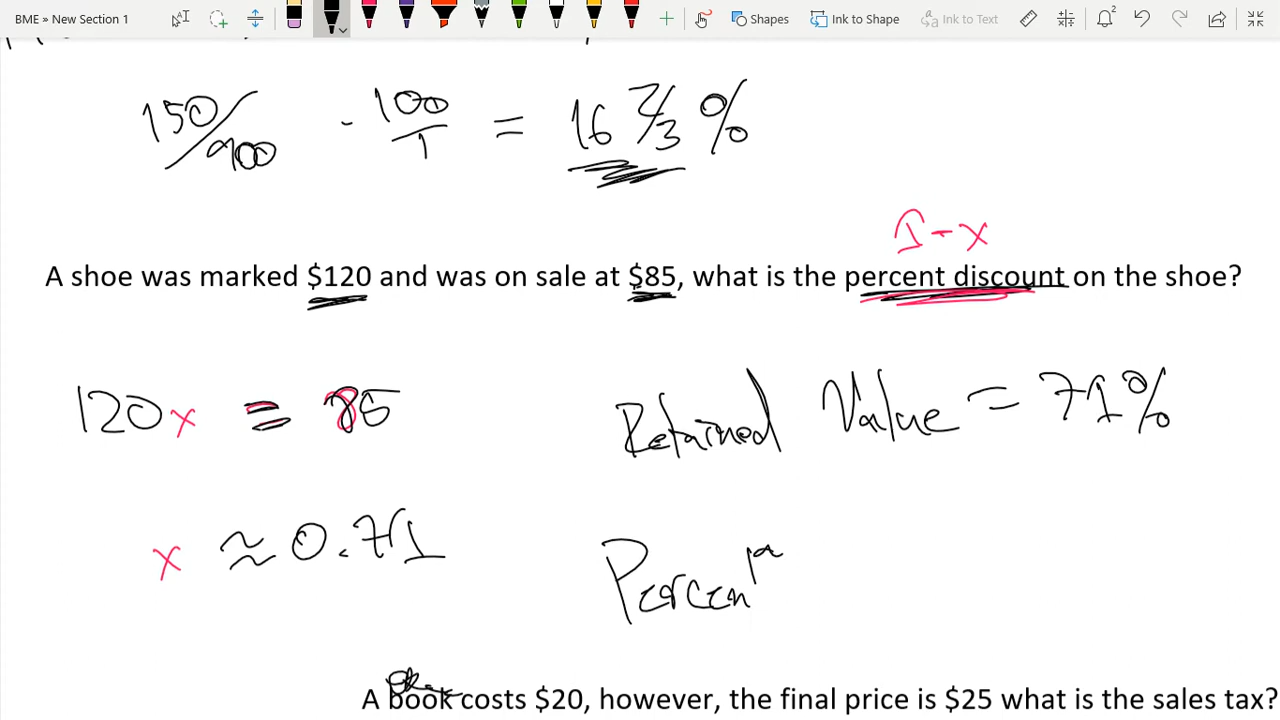 BME » New Section 1
Shapes
Ink to Shape
Ink to Text
2
150/900 · 100/1 = 16 2/3 %
1 - x
A shoe was marked $120 and was on sale at $85, what is the percent discount on the shoe?
120x = 85
Retained Value = 71%
x ≈ 0.71
Percen
A book costs $20, however, the final price is $25 what is the sales tax?